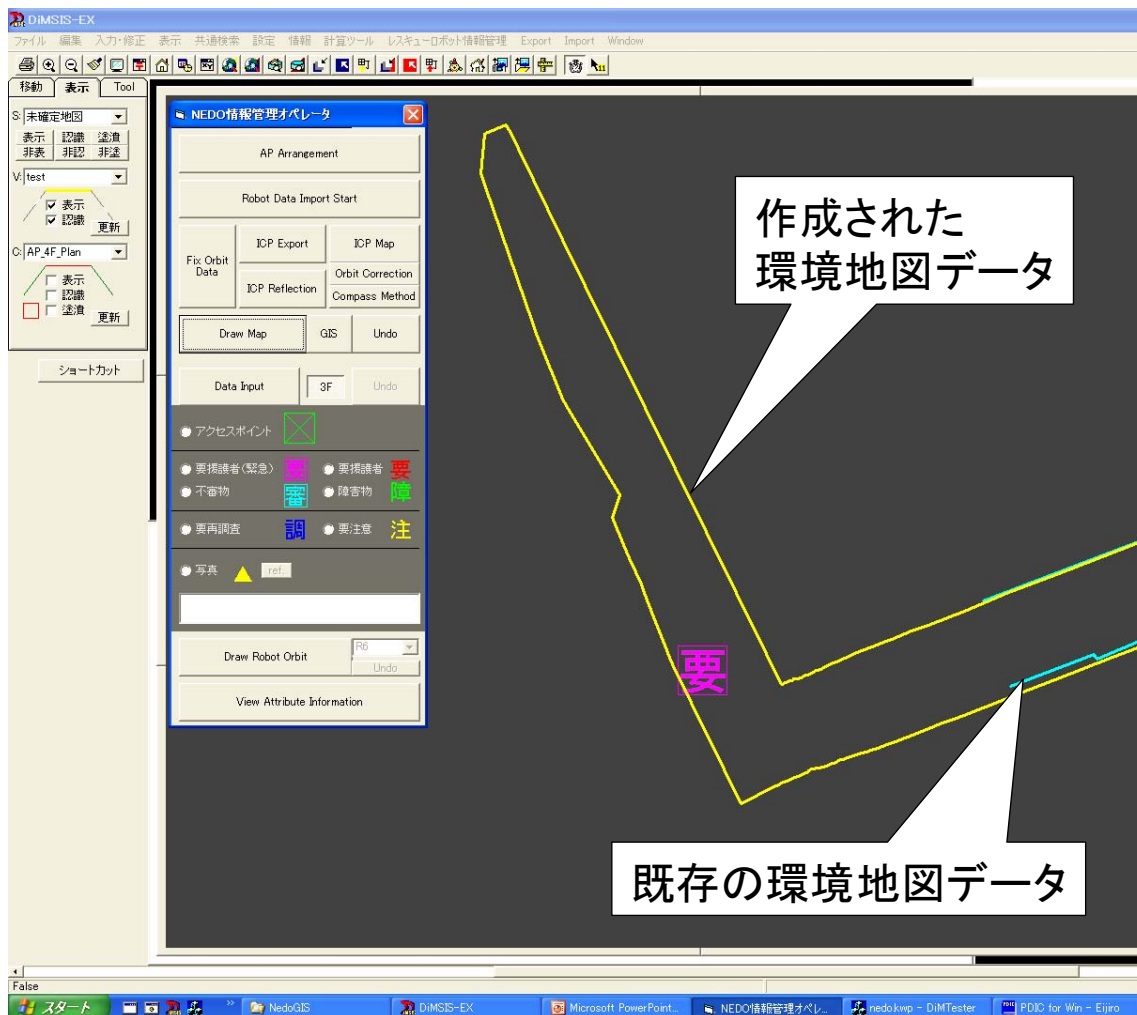 DiMSIS-EX
ファイル 編集 入力・修正 表示 共通検索 設定 情報 計算ツール レスキューロボット情報管理 Export Import Window
移動 表示 Tool
S: 未確定地図
表示 認識 塗潰
非表 非認 非塗
V: test
表示
認識
更新
C: AP_4F_Plan
表示
認識
塗潰
更新
ショートカット
NEDO情報管理オペレータ
AP Arrangement
Robot Data Import Start
Fix Orbit
Data
ICP Export
ICP Map
ICP Reflection
Orbit Correction
Compass Method
Draw Map
GIS
Undo
Data Input
3F
Undo
アクセスポイント
要援護者(緊急) 要 要援護者 要
不審物 審 障害物 障
要再調査 調 要注意 注
写真 ref.
Draw Robot Orbit
R6
Undo
View Attribute Information
作成された
環境地図データ
要
既存の環境地図データ
False
スタート NedoGIS DiMSIS-EX Microsoft PowerPoint... NEDO情報管理オペレ... nedo.kwp - DiMTester PDIC for Win - Eijiro